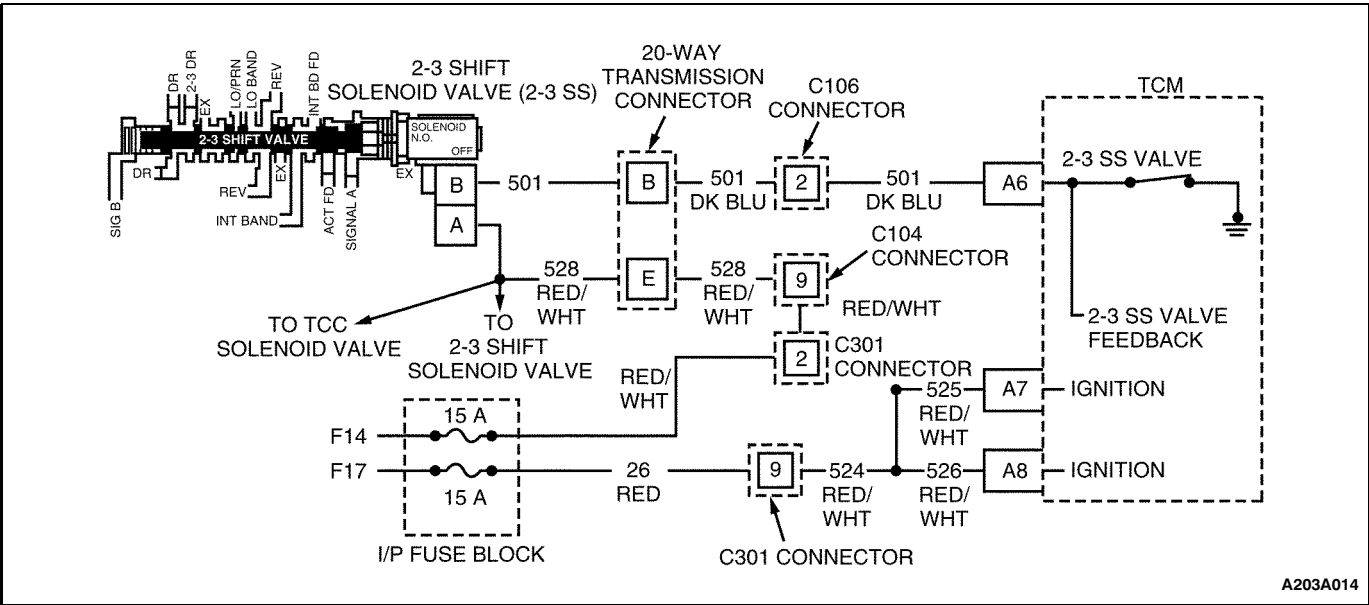 DR
2-3 DR
EX
LO/PRN
LO BAND
REV
INT BD FD
2-3 SHIFT
SOLENOID VALVE (2-3 SS)
2-3 SHIFT VALVE
SOLENOID
N.O.
OFF
SIG B
DR
REV
EX
INT BAND
ACT FD
SIGNAL A
EX
B
A
501
20-WAY
TRANSMISSION
CONNECTOR
B
501
DK BLU
C106
CONNECTOR
2
501
DK BLU
A6
TCM
2-3 SS VALVE
2-3 SS VALVE
FEEDBACK
TO TCC
SOLENOID VALVE
TO
2-3 SHIFT
SOLENOID VALVE
528
RED/
WHT
E
528
RED/
WHT
9
C104
CONNECTOR
RED/WHT
2
C301
CONNECTOR
RED/
WHT
15 A
F14
F17
15 A
I/P FUSE BLOCK
26
RED
9
C301 CONNECTOR
524
RED/
WHT
525
RED/
WHT
A7
IGNITION
526
RED/
WHT
A8
IGNITION
A203A014